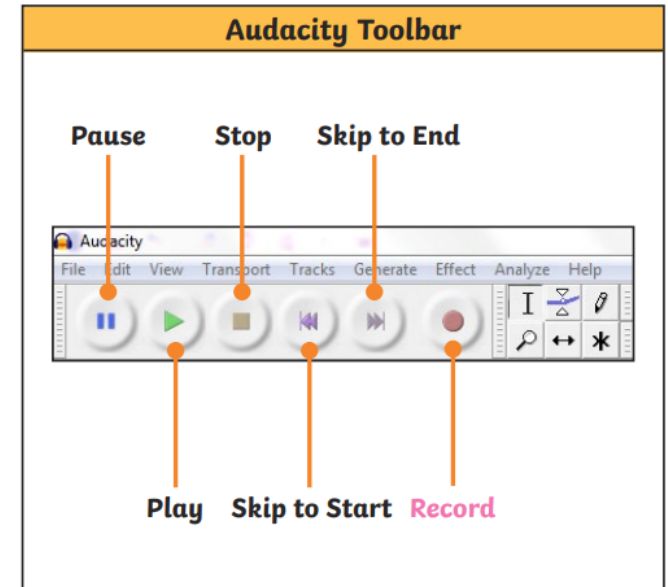 Audacity Toolbar
Pause Stop Skip to End
Audacity
File Edit View Transport Tracks Generate Effect Analyze Help
Play Skip to Start Record